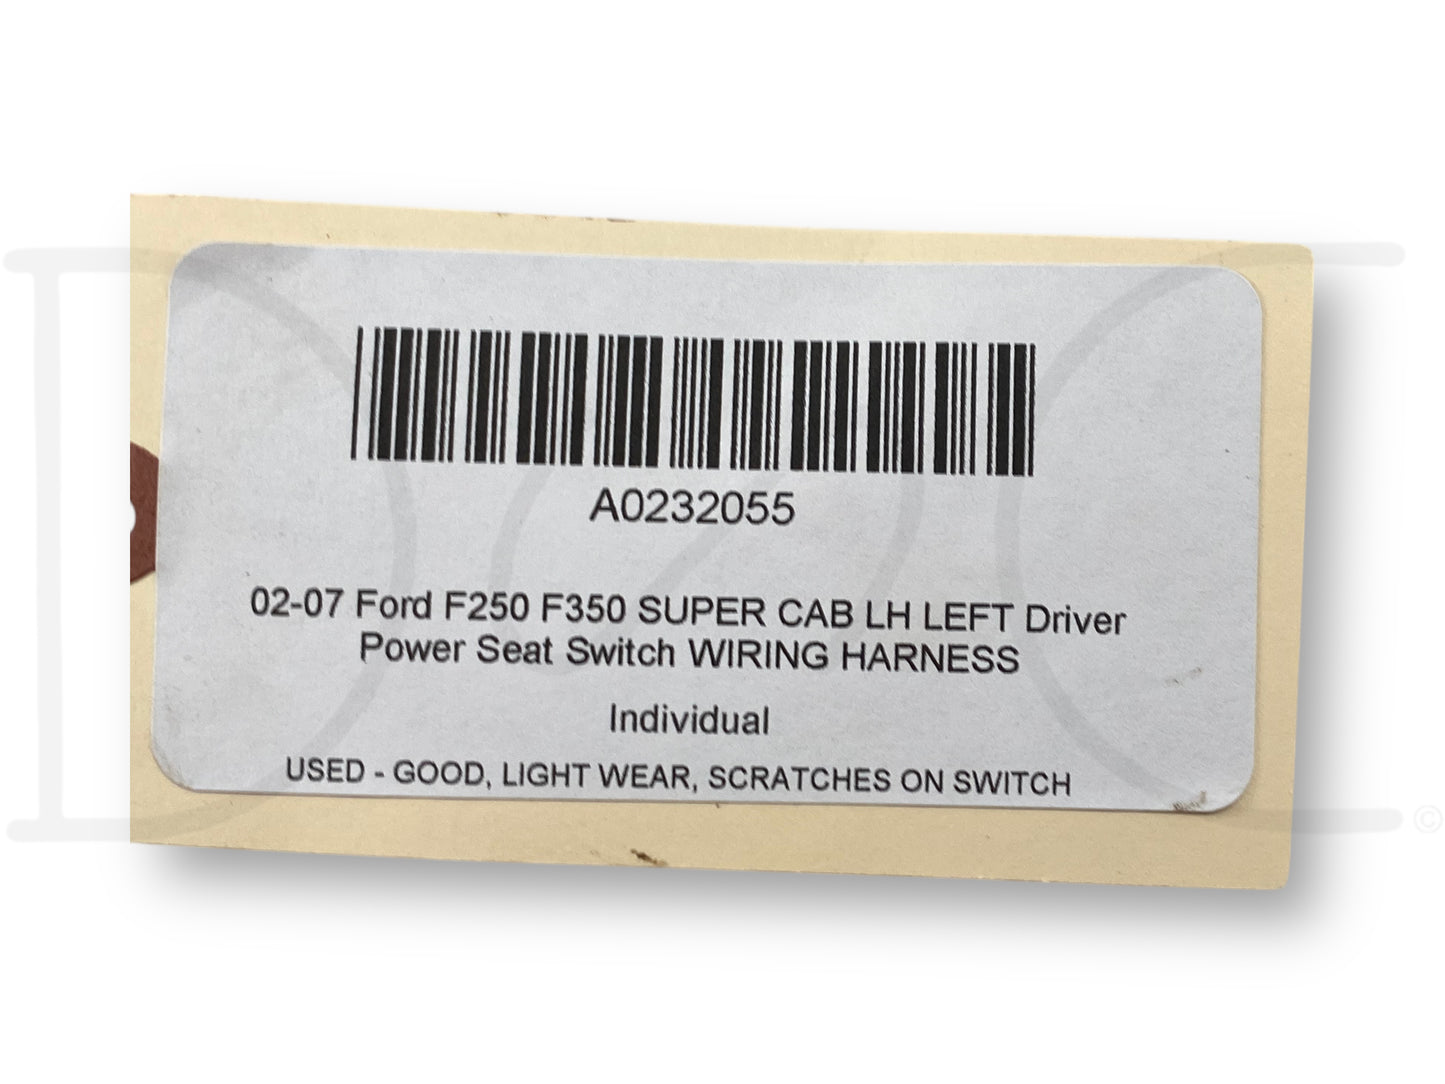 A0232055
02-07 Ford F250 F350 SUPER CAB LH LEFT Driver
Power Seat Switch WIRING HARNESS
Individual
USED - GOOD, LIGHT WEAR, SCRATCHES ON SWITCH
©